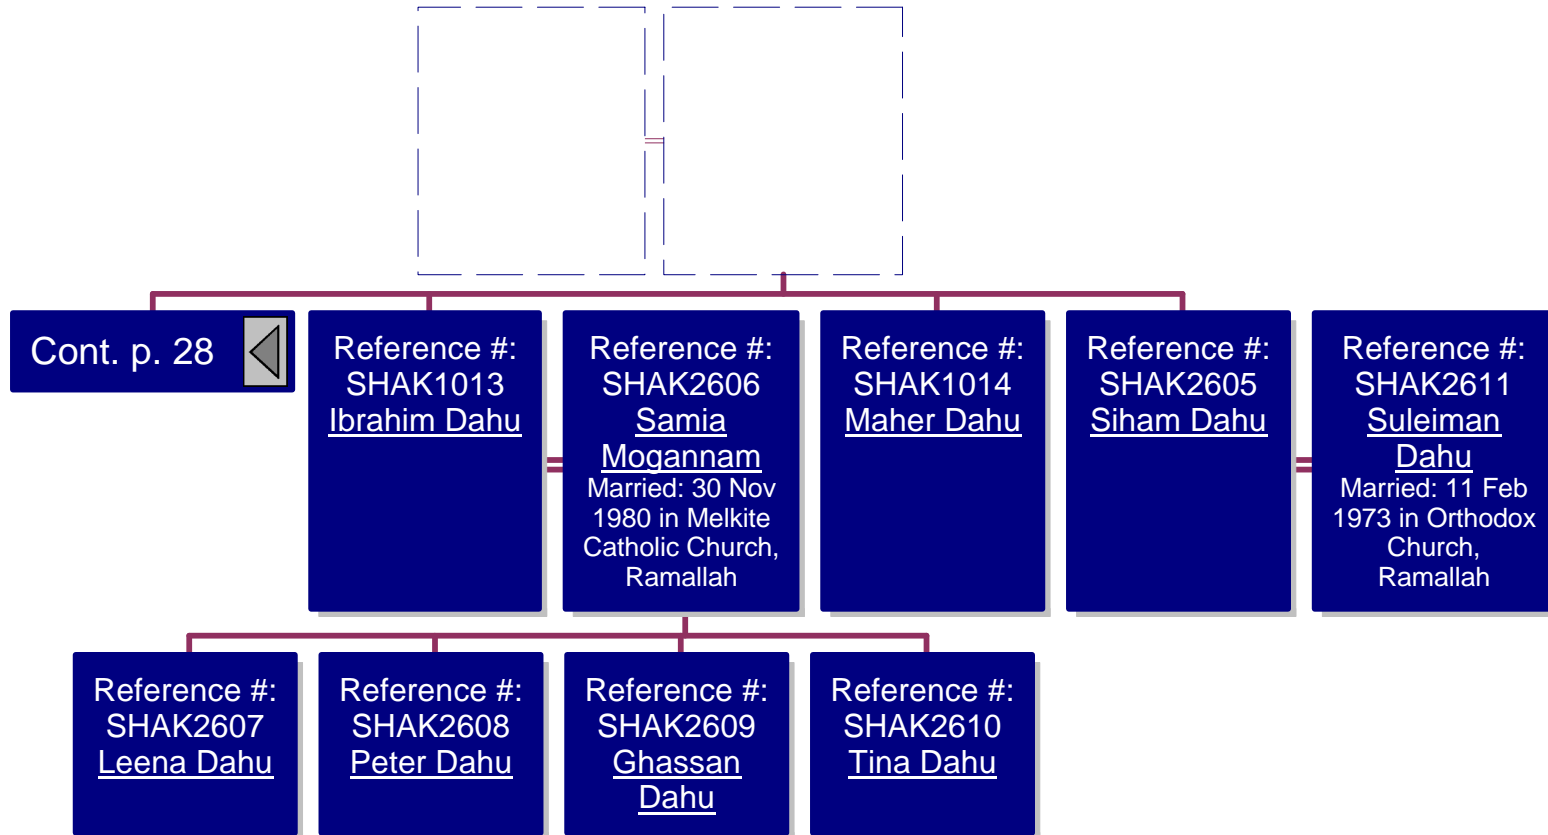 Cont. p. 28
Reference #:
SHAK1013
Ibrahim Dahu
Reference #:
SHAK2606
Samia
Mogannam
Married: 30 Nov
1980 in Melkite
Catholic Church,
Ramallah
Reference #:
SHAK1014
Maher Dahu
Reference #:
SHAK2605
Siham Dahu
Reference #:
SHAK2611
Suleiman
Dahu
Married: 11 Feb
1973 in Orthodox
Church,
Ramallah
Reference #:
SHAK2607
Leena Dahu
Reference #:
SHAK2608
Peter Dahu
Reference #:
SHAK2609
Ghassan
Dahu
Reference #:
SHAK2610
Tina Dahu